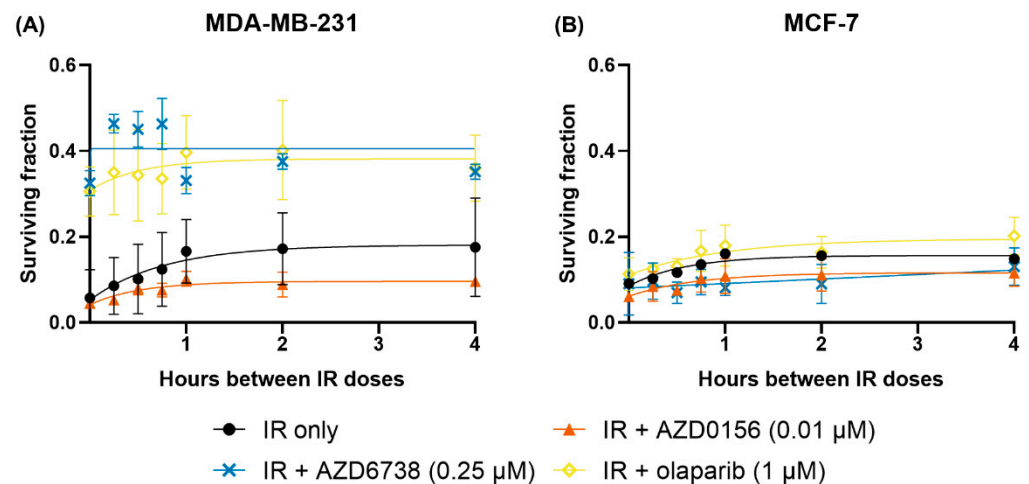 (A) MDA-MB-231
(B) MCF-7
Surviving fraction
0.6
0.4
0.2
0.0
1 2 3 4
Hours between IR doses
Surviving fraction
0.6
0.4
0.2
0.0
1 2 3 4
Hours between IR doses
IR only
IR + AZD0156 (0.01 µM)
IR + AZD6738 (0.25 µM)
IR + olaparib (1 µM)